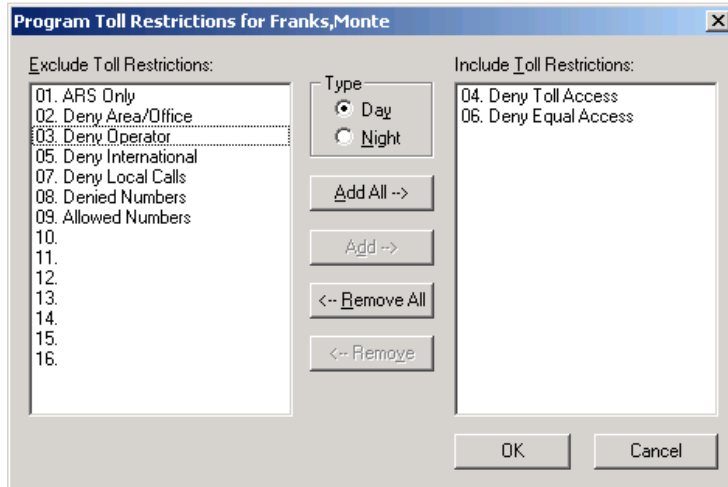 Program Toll Restrictions for Franks,Monte
Exclude Toll Restrictions:
01. ARS Only
02. Deny Area/Office
03. Deny Operator
05. Deny International
07. Deny Local Calls
08. Denied Numbers
09. Allowed Numbers
10.
11.
12.
13.
14.
15.
16.
Type
Day
Night
Add All -->
Add -->
<-- Remove All
<-- Remove
Include Toll Restrictions:
04. Deny Toll Access
06. Deny Equal Access
OK
Cancel